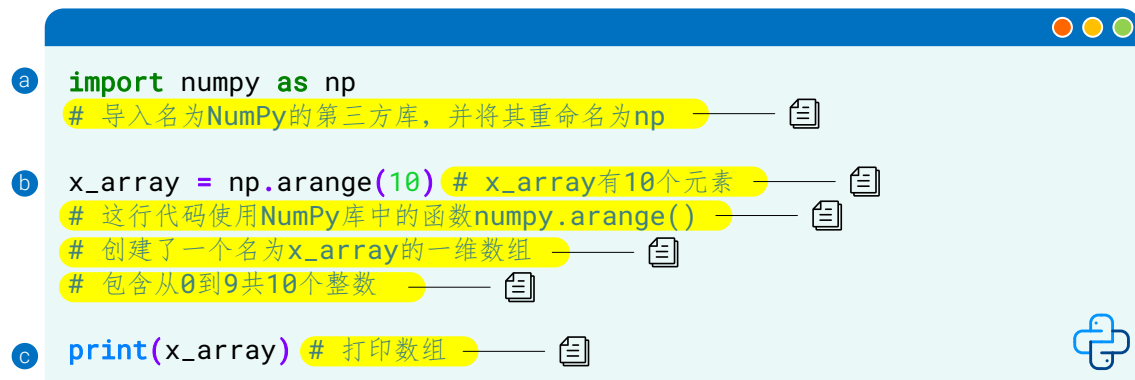 a import numpy as np
# 导入名为NumPy的第三方库，并将其重命名为np
b x_array = np.arange(10) # x_array有10个元素
# 这行代码使用NumPy库中的函数numpy.arange()
# 创建了一个名为x_array的一维数组
# 包含从0到9共10个整数
c print(x_array) # 打印数组